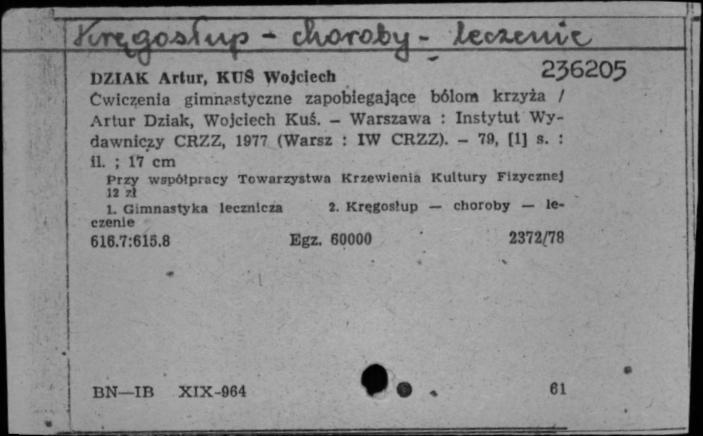 Kręgosłup - choroby - leczenie
236205
DZIAK Artur, KUŚ Wojciech
Ćwiczenia gimnastyczne zapobiegające bólom krzyża /
Artur Dziak, Wojciech Kuś. — Warszawa : Instytut Wy-
dawniczy CRZZ, 1977 (Warsz : IW CRZZ). — 79, [1] s. :
il. ; 17 cm
Przy współpracy Towarzystwa Krzewienia Kultury Fizycznej
12 zł
1. Gimnastyka lecznicza 2. Kręgosłup — choroby — le-
czenie
616.7:615.8 Egz. 60000 2372/78
BN—IB XIX-964 61